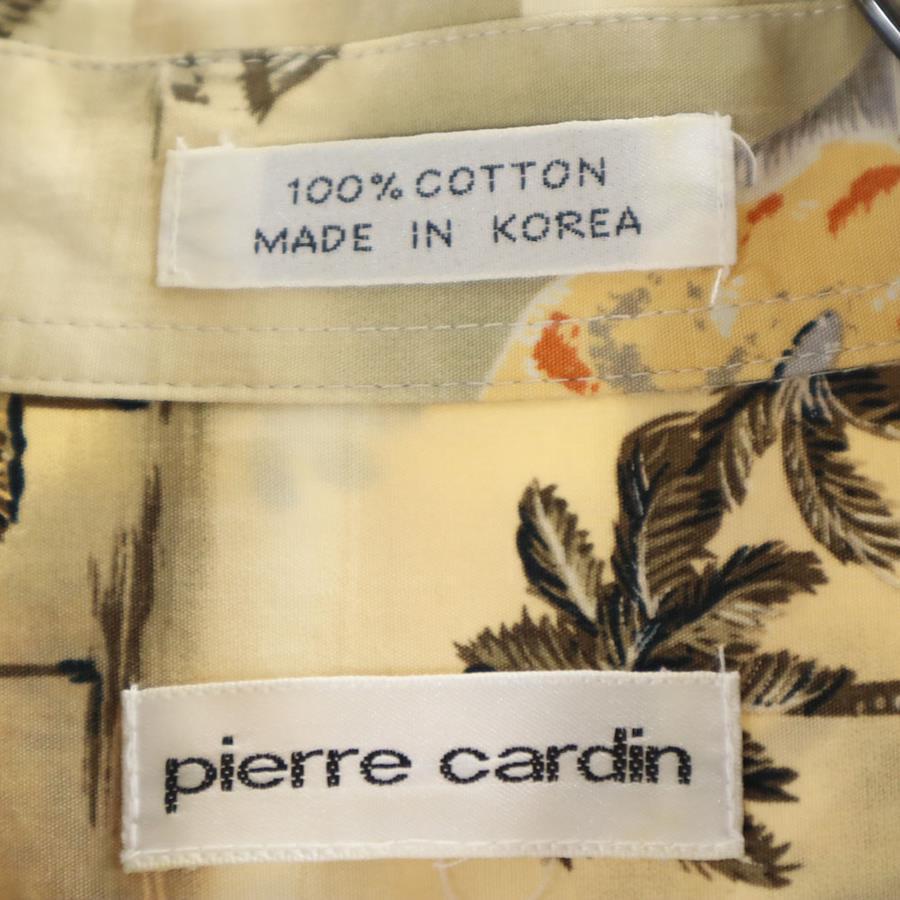 100% COTTON
MADE IN KOREA
pierre cardin